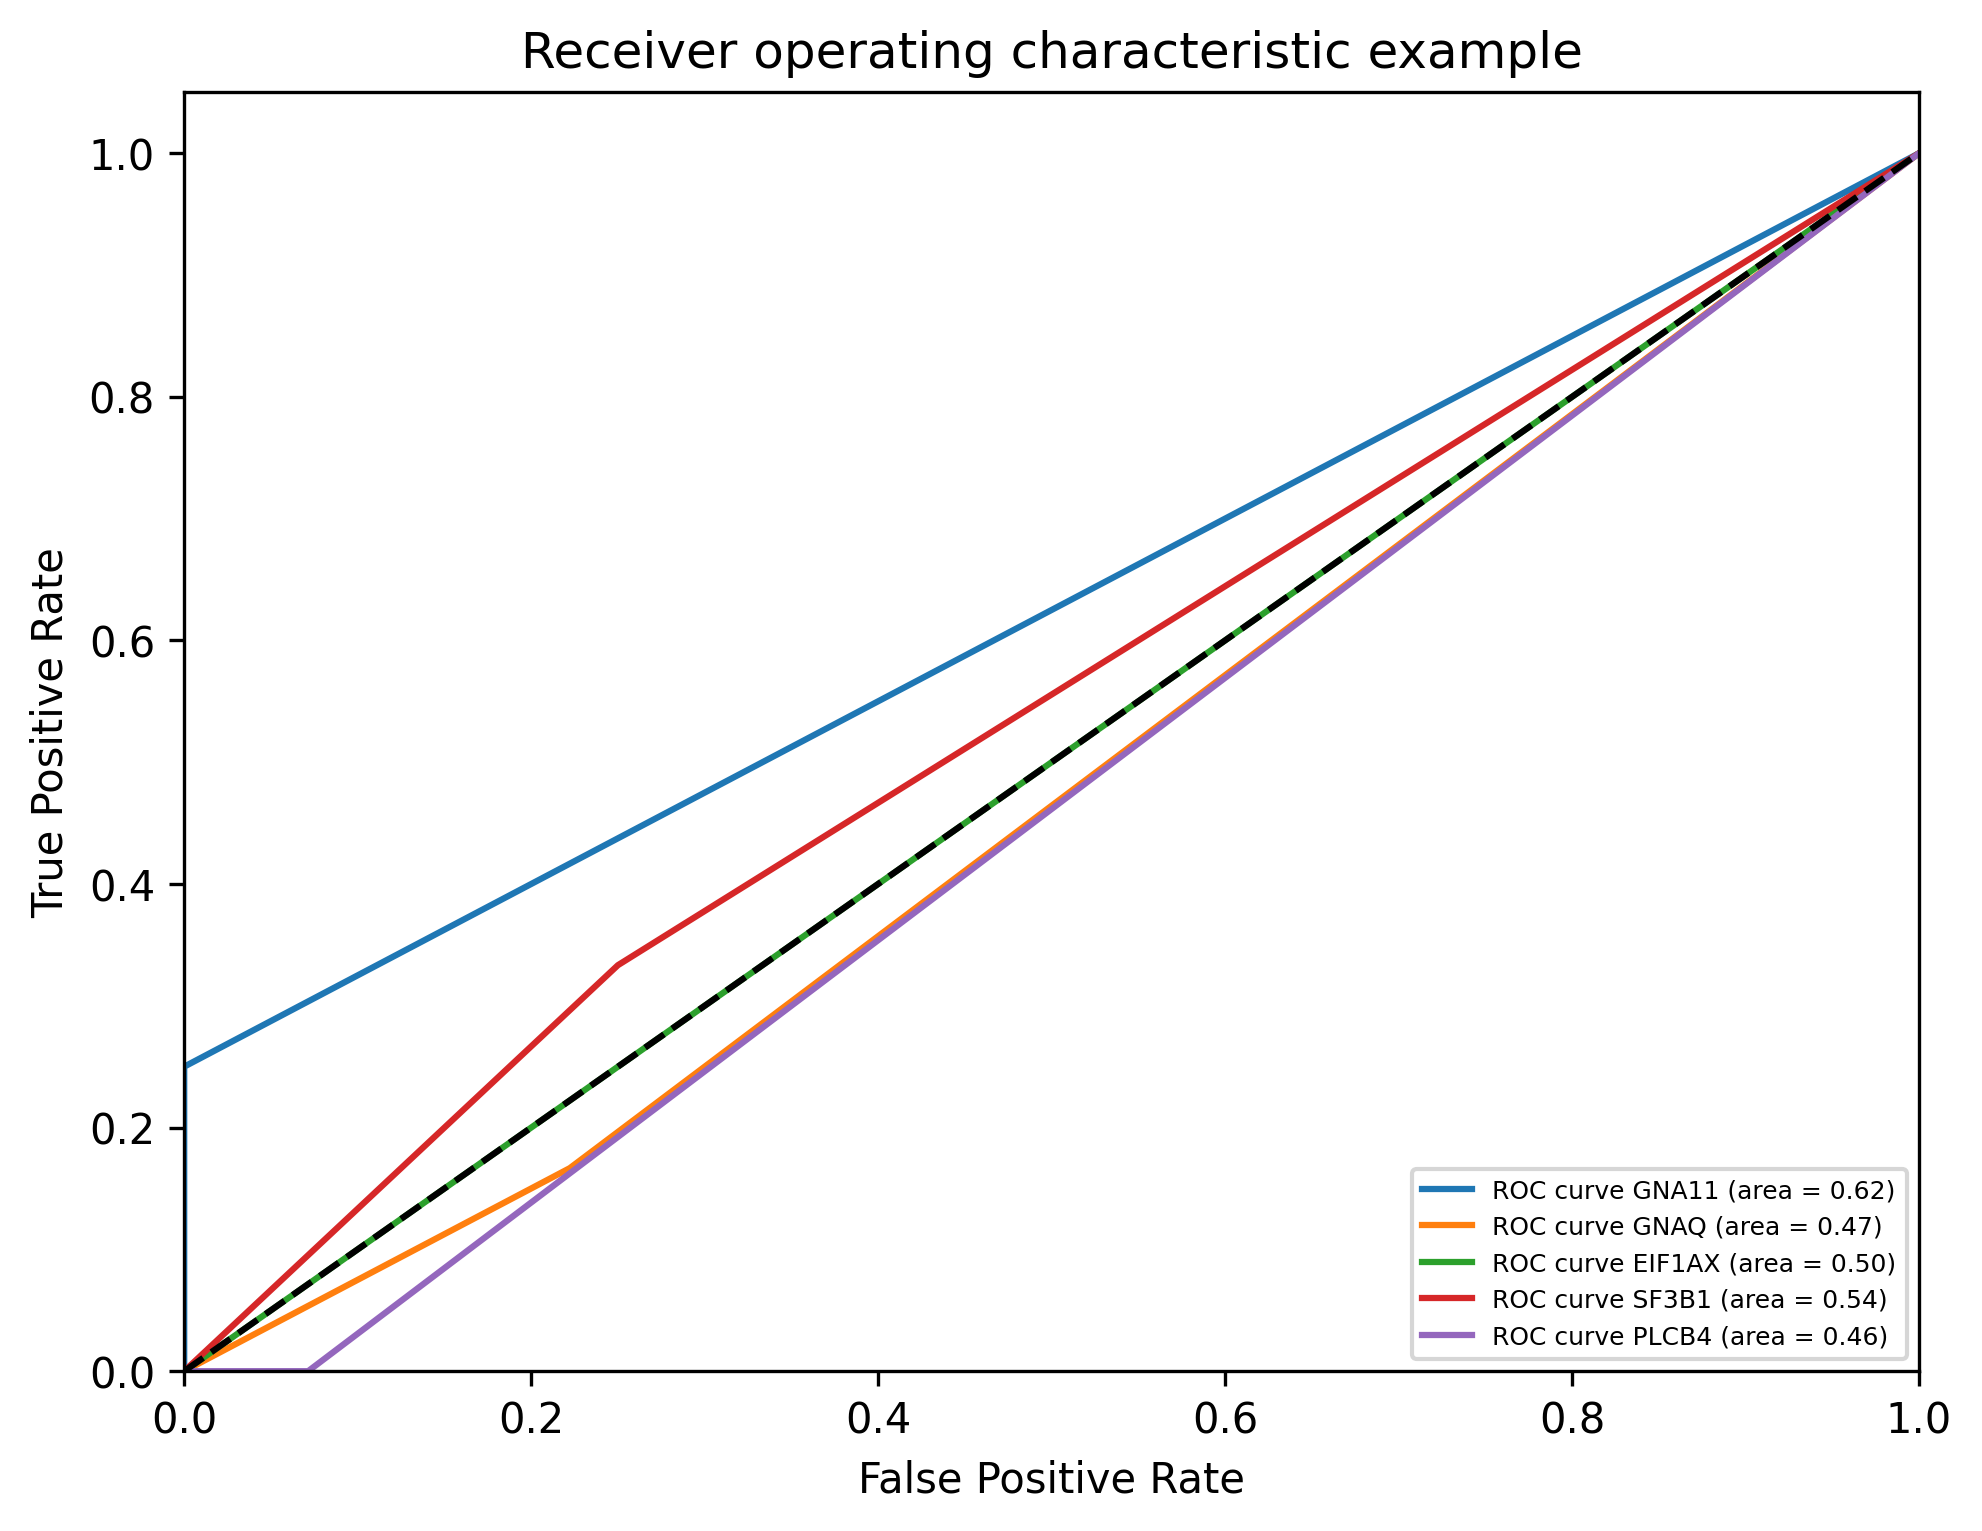 Receiver operating characteristic example
True Positive Rate
1.0
0.8
0.6
0.4
0.2
0.0
0.0 0.2 0.4 0.6 0.8 1.0
False Positive Rate
ROC curve GNA11 (area = 0.62)
ROC curve GNAQ (area = 0.47)
ROC curve EIF1AX (area = 0.50)
ROC curve SF3B1 (area = 0.54)
ROC curve PLCB4 (area = 0.46)